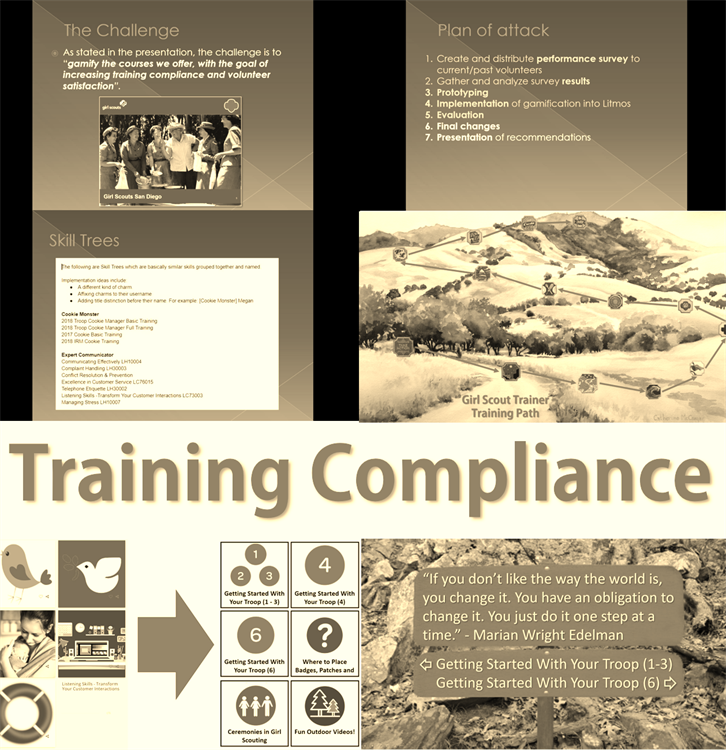 The Challenge
As stated in the presentation, the challenge is to
"gamify the courses we offer, with the goal of
increasing training compliance and volunteer
satisfaction".
girl scouts
Girl Scouts San Diego
Plan of attack
1. Create and distribute performance survey to
current/past volunteers
2. Gather and analyze survey results
3. Prototyping
4. Implementation of gamification into Litmos
5. Evaluation
6. Final changes
7. Presentation of recommendations
Skill Trees
The following are Skill Trees which are basically similar skills grouped together and named
Implementation ideas include:
A different kind of charm
Affixing charms to their username
Adding title distinction before their name. For example: [Cookie Monster] Megan
Cookie Monster
2016 Troop Cookie Manager Basic Training
2016 Troop Cookie Manager Full Training
2017 Cookie Basic Training
2016 IRM Cookie Training
Expert Communicator
Communicating Effectively LH10004
Complaint Handling LH30003
Conflict Resolution & Prevention
Excellence in Customer Service LC76015
Telephone Etiquette LH30002
Listening Skills -Transform Your Customer Interactions LC73003
Managing Stress LH10007
Girl Scout Trainer
Training Path
Training Compliance
Listening Skills - Transform
Your Customer Interactions
1
2 3
Getting Started With
Your Troop (1 - 3)
4
Getting Started With
Your Troop (4)
6
Getting Started With
Your Troop (6)
?
Where to Place
Badges, Patches and
Ceremonies in Girl
Scouting
Fun Outdoor Videos!
"If you don't like the way the world is,
you change it. You have an obligation to
change it. You just do it one step at a
time." - Marian Wright Edelman
Getting Started With Your Troop (1-3)
Getting Started With Your Troop (6)